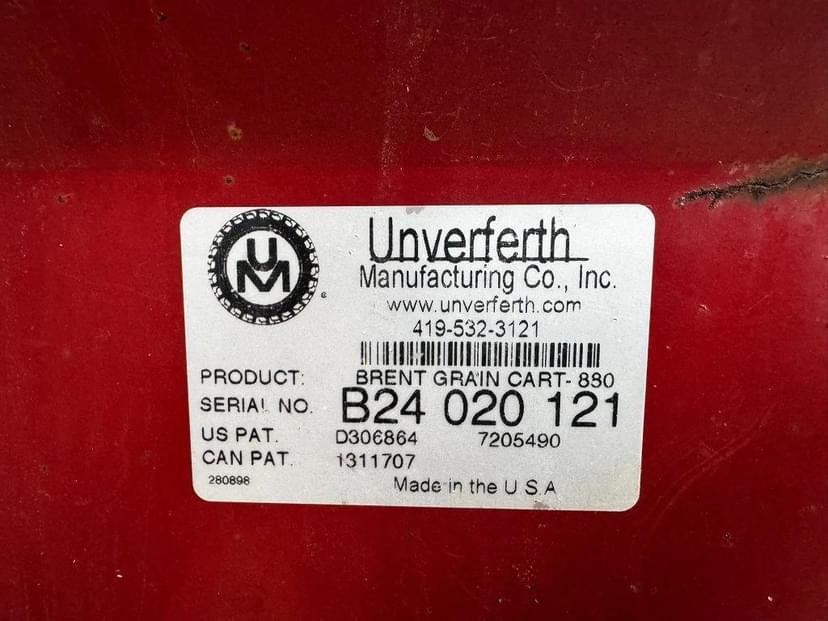 UM
Unverferth
Manufacturing Co., Inc.
www.unverferth.com
419-532-3121
PRODUCT: BRENT GRAIN CART- 880
SERIAL NO. B24 020 121
US PAT. D306864 7205490
CAN PAT. 1311707
280898 Made in the U.S.A